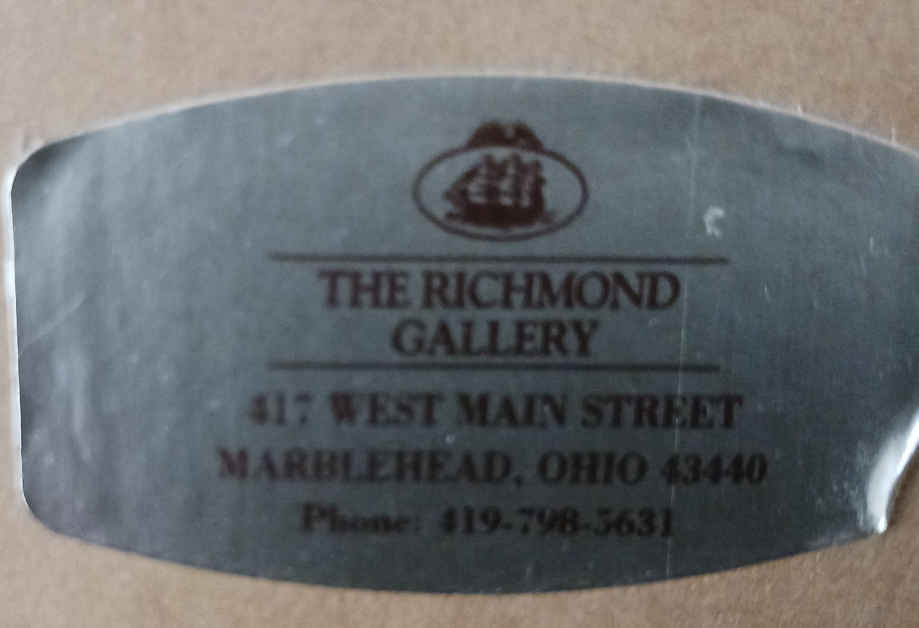 THE RICHMOND
GALLERY
417 WEST MAIN STREET
MARBLEHEAD, OHIO 43440
Phone: 419-798-5631